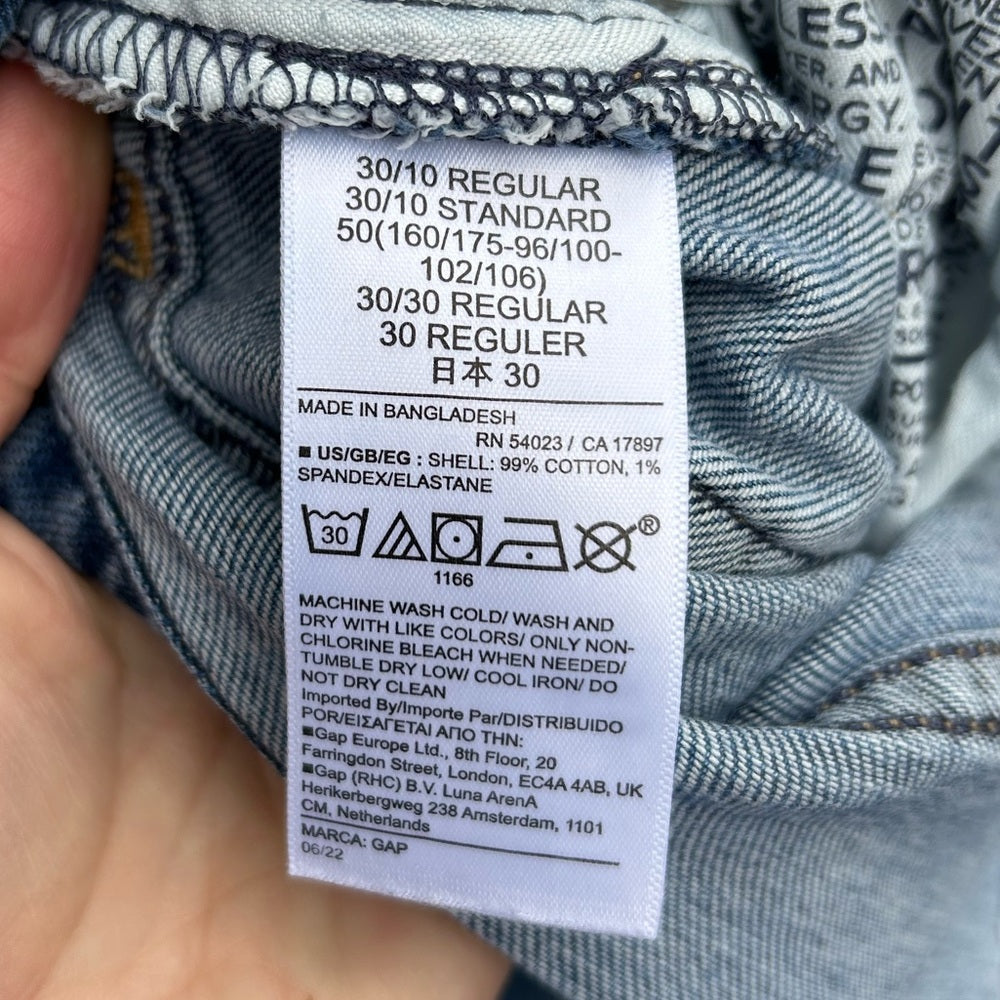 30/10 REGULAR
30/10 STANDARD
50(160/175-96/100-
102/106)
30/30 REGULAR
30 REGULER
日本 30
MADE IN BANGLADESH
RN 54023 / CA 17897
■ US/GB/EG : SHELL: 99% COTTON, 1%
SPANDEX/ELASTANE
30
®
1166
MACHINE WASH COLD/ WASH AND
DRY WITH LIKE COLORS/ ONLY NON-
CHLORINE BLEACH WHEN NEEDED/
TUMBLE DRY LOW/ COOL IRON/ DO
NOT DRY CLEAN
Imported By/Importe Par/DISTRIBUIDO
POR/ΕΙΣΑΓΕΤΑΙ ΑΠΟ ΤΗΝ:
■Gap Europe Ltd., 8th Floor, 20
Farringdon Street, London, EC4A 4AB, UK
■Gap (RHC) B.V. Luna ArenA
Herikerbergweg 238 Amsterdam, 1101
CM, Netherlands
MARCA: GAP
06/22
LESS
ER, AND
RGY.